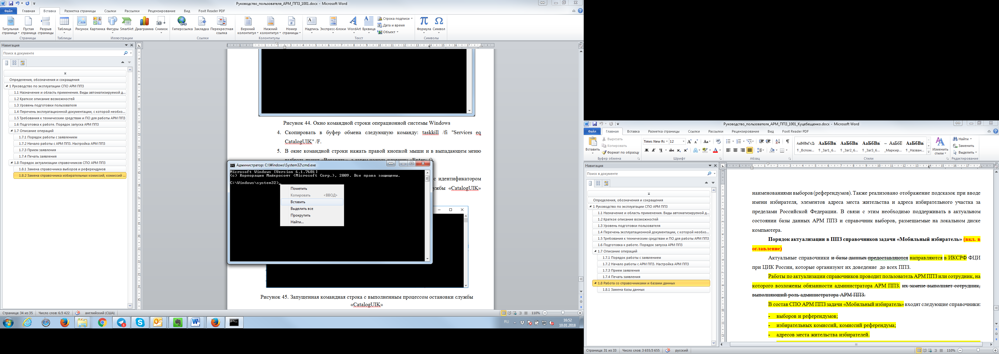 Руководство_пользователя_АРМ_ППЗ_1001.docx - Microsoft Word
Файл Главная Вставка Разметка страницы Ссылки Рассылки Рецензирование Вид Foxit Reader PDF
Титульная страница Пустая страница Разрыв страницы Таблица Рисунок Картинка Фигуры SmartArt Диаграмма Снимок Гиперссылка Закладка Перекрестная ссылка Верхний колонтитул Нижний колонтитул Номер страницы Надпись Экспресс-блоки WordArt Буквица Строка подписи Дата и время Объект Формула Символ
Страницы Таблицы Иллюстрации Ссылки Колонтитулы Текст Символы
Навигация
Поиск в документе
Определения, обозначения и сокращения
1 Руководство по эксплуатации СПО АРМ ППЗ
1.1 Назначение и область применения. Виды автоматизируемой д...
1.2 Краткое описание возможностей
1.3 Уровень подготовки пользователя
1.4 Перечень эксплуатационной документации, с которой необхо...
1.5 Требования к техническим средствам и ПО для работы АРМ ППЗ
1.6 Подготовка к работе. Порядок запуска АРМ ППЗ
1.7 Описание операций
1.7.1 Порядок работы с заявлением
1.7.2 Начало работы с АРМ ППЗ. Настройка АРМ ППЗ
1.7.3 Прием заявления
1.7.4 Печать заявления
1.8 Порядок актуализации справочников СПО АРМ ППЗ
1.8.1 Замена справочника выборов и референдумов
1.8.2 Замена справочника избирательных комиссий, комиссий ...
Рисунок 44. Окно командной строки операционной системы Windows
4. Скопировать в буфер обмена следующую команду: taskkill /fi "Services eq
CatalogUIK" /F.
5. В окне командной строки нажать правой кнопкой мыши и в выпадающем меню
выбрать пункт «Вставить», а затем нажать клавишу «Enter» ().
Администратор: C:\Windows\System32\cmd.exe
Microsoft Windows [Version 6.1.7601]
(c) Корпорация Майкрософт (Microsoft Corp.), 2009. Все права защищены.
C:\Windows\system32>_
Пометить
Копировать <ВВОД>
Вставить
Выделить все
Прокрутить
Найти...
с идентификатором
службы «CatalogUIK»
Рисунок 45. Запущенная командная строка с выполненным процессом остановки службы
«CatalogUIK»
Страница: 34 из 35 Число слов: 6/3 422 английский (США) 110%
RU 16:52
10.01.2018
Руководство_пользователя_АРМ_ППЗ_1001_Куцебещенко.docx - Microsoft Word
Файл Главная Вставка Разметка страницы Ссылки Рассылки Рецензирование Вид Foxit Reader PDF
Вставить Вырезать Копировать Формат по образцу
Times New Rc 12
Ж К Ч abc x₂ x²
АаБбВвГгД АаБбВв АаБбВв АаБбВв – АаБбЕ АаБбВв
¶ _Вспом... ¶ _Заг1_6... ¶ _Заг2_6... ¶ _Заг3_6... _Маркир... ¶ _Назван...
Изменить стили Найти Заменить Выделить
Буфер обмена Шрифт Абзац Стили Редактирование
Навигация
Поиск в документе
Определения, обозначения и сокращения
1 Руководство по эксплуатации СПО АРМ ППЗ
1.1 Назначение и область применения. Виды автоматизируемой д...
1.2 Краткое описание возможностей
1.3 Уровень подготовки пользователя
1.4 Перечень эксплуатационной документации, с которой необхо...
1.5 Требования к техническим средствам и ПО для работы АРМ ППЗ
1.6 Подготовка к работе. Порядок запуска АРМ ППЗ
1.7 Описание операций
1.7.1 Порядок работы с заявлением
1.7.2 Начало работы с АРМ ППЗ. Настройка АРМ ППЗ
1.7.3 Прием заявления
1.7.4 Печать заявления
1.8 Работа со справочниками и базами данных
1.8.1 Замена базы данных
наименованиями выборов (референдумов). Также реализовано отображение подсказок при вводе
имени избирателя, элементов адреса места жительства и адреса избирательного участка за
пределами Российской Федерации. В связи с этим необходимо поддерживать в актуальном
состоянии базы данных АРМ ППЗ и справочник выборов, размещаемые на локальном диске
компьютера.
Порядок актуализации в ППЗ справочников задачи «Мобильный избиратель» (вкл. в
оглавление)
Актуальные справочники и базы данных предоставляются направляются в ИКСРФ ФЦИ
при ЦИК России, которые организуют их доведение до всех ППЗ.
Работы по актуализации справочников проводит пользователь АРМ ППЗ или сотрудник, на
которого возложены обязанности администратора АРМ ППЗ. их замене выполняет сотрудник,
выполняющий роль администратора АРМ ППЗ.
В состав СПО АРМ ППЗ задачи «Мобильный избиратель» входят следующие справочники:
- выборов и референдумов;
- избирательных комиссий, комиссий референдума;
- адресов места жительства избирателей.
Страница: 31 из 33 Число слов: 3 655/3 655 русский 110%